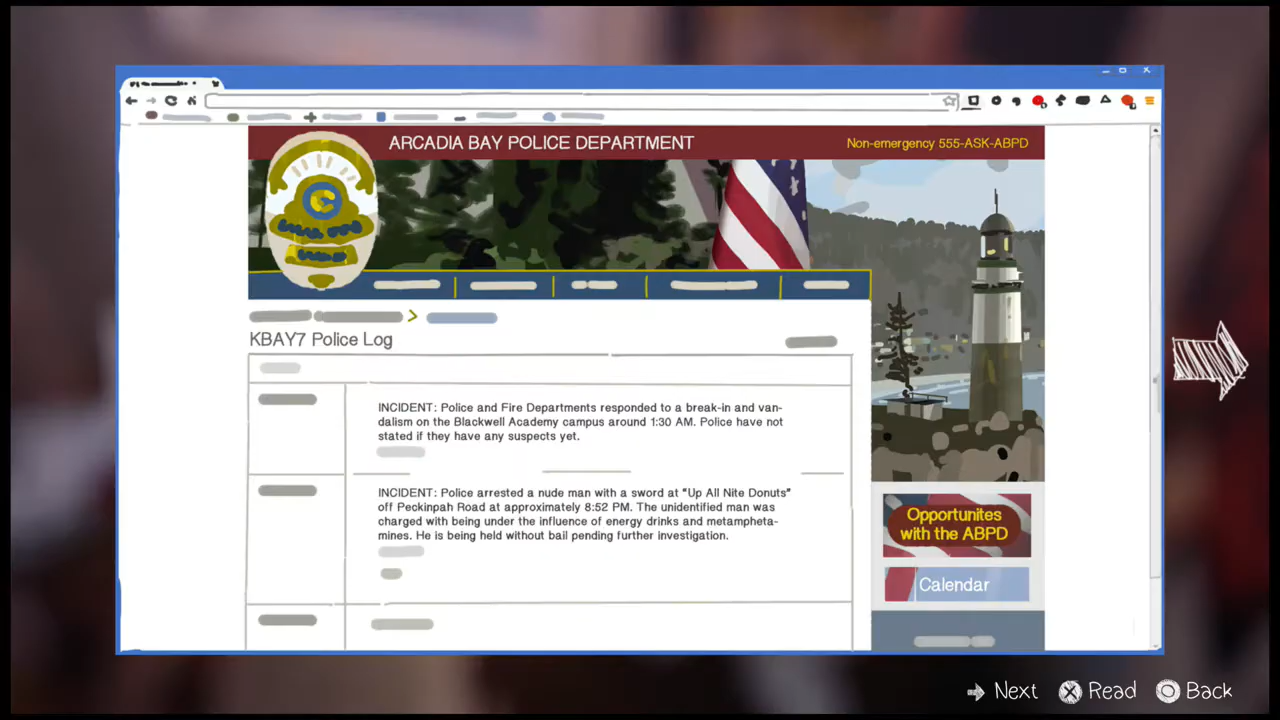 ARCADIA BAY POLICE DEPARTMENT
Non-emergency 555-ASK-ABPD
KBAY7 Police Log
INCIDENT: Police and Fire Departments responded to a break-in and van-
dalism on the Blackwell Academy campus around 1:30 AM. Police have not
stated if they have any suspects yet.
INCIDENT: Police arrested a nude man with a sword at "Up All Nite Donuts"
off Peckinpah Road at approximately 8:52 PM. The unidentified man was
charged with being under the influence of energy drinks and metampheta-
mines. He is being held without bail pending further investigation.
Opportunites
with the ABPD
Calendar
Next
Read
Back